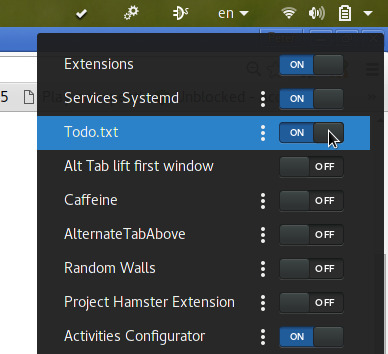 en
Extensions ON
5
Services Systemd ON
Todo.txt ON
Alt Tab lift first window OFF
Caffeine OFF
AlternateTabAbove OFF
Random Walls OFF
Project Hamster Extension OFF
Activities Configurator ON